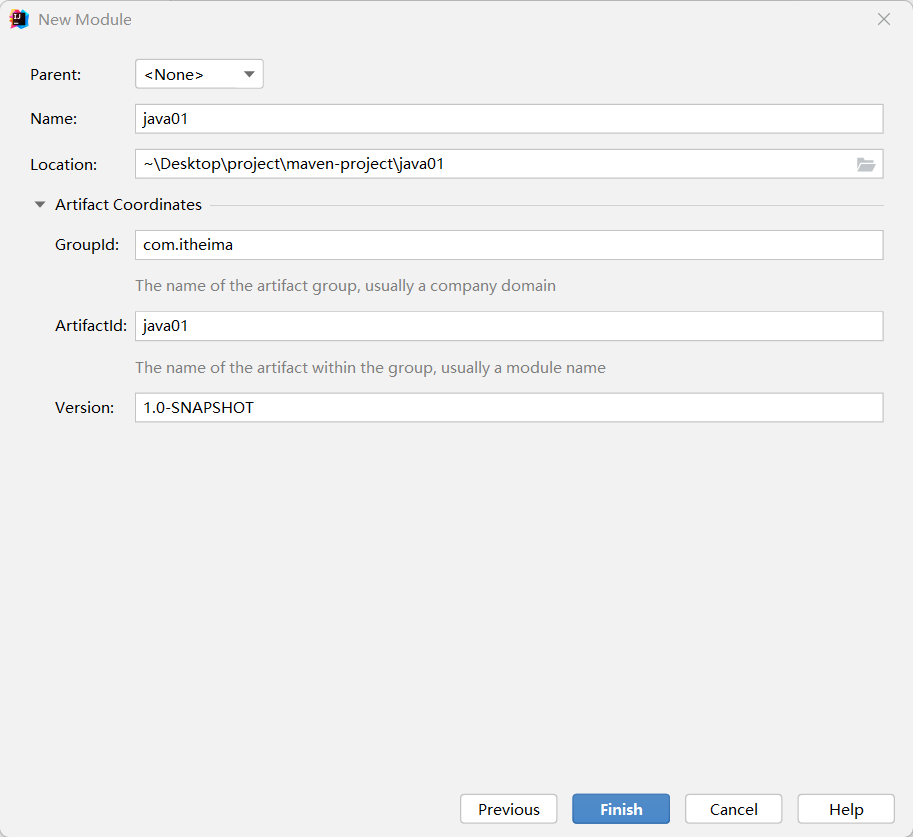 New Module
Parent: <None>
Name: java01
Location: ~\Desktop\project\maven-project\java01
Artifact Coordinates
GroupId: com.itheima
The name of the artifact group, usually a company domain
ArtifactId: java01
The name of the artifact within the group, usually a module name
Version: 1.0-SNAPSHOT
Previous Finish Cancel Help